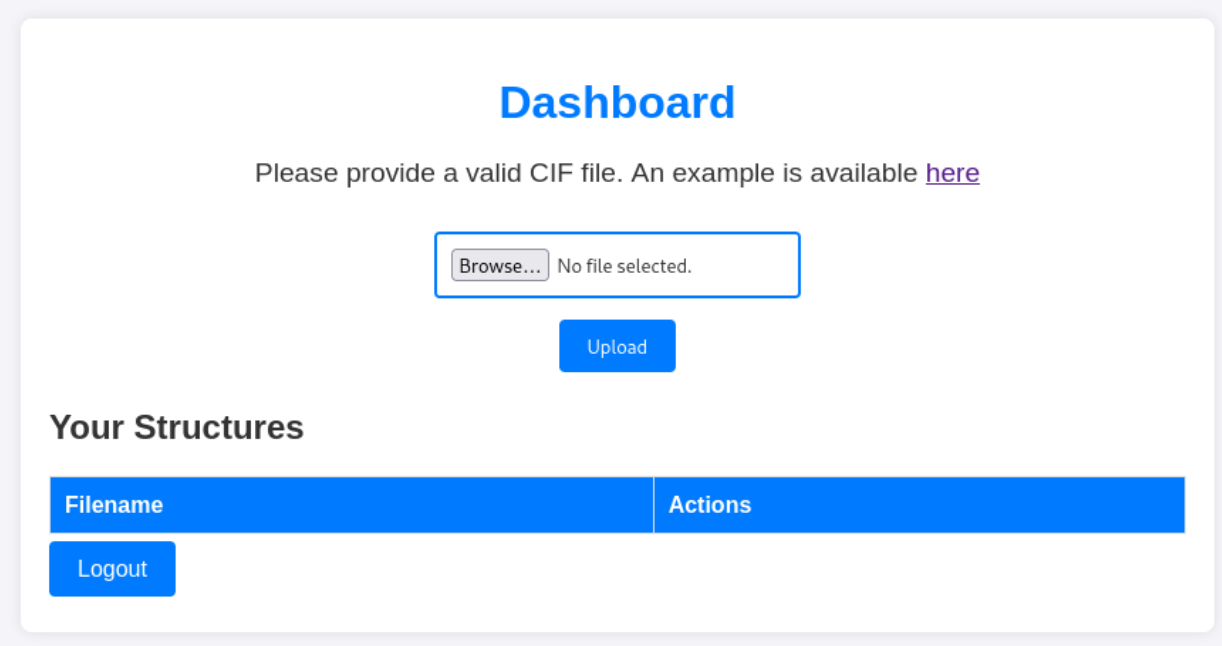 Dashboard
Please provide a valid CIF file. An example is available here
Browse... No file selected.
Upload
Your Structures
Filename Actions
Logout